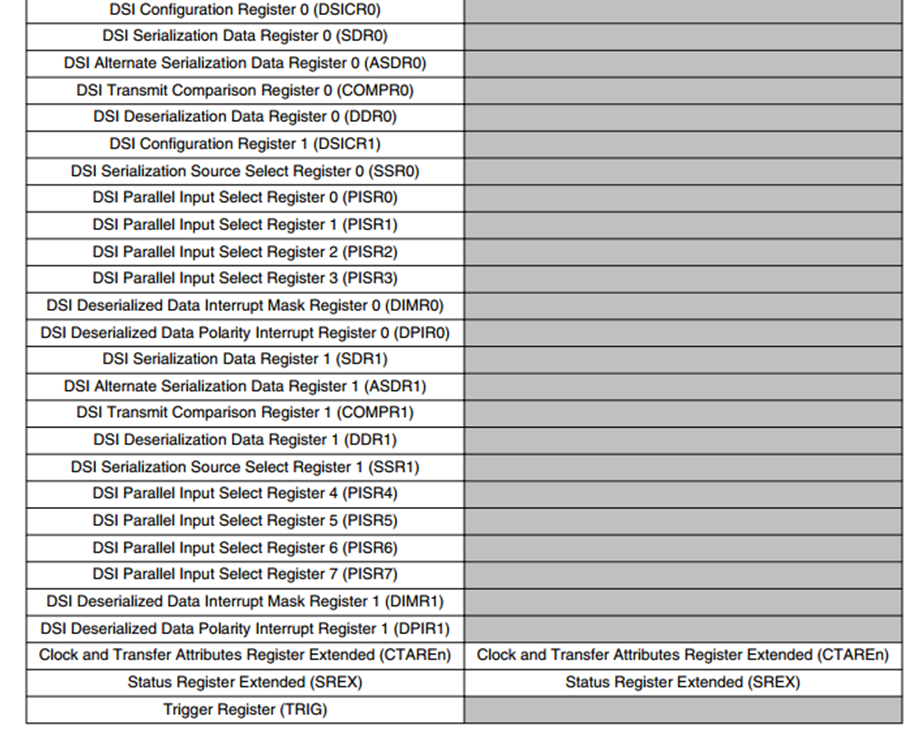 DSI Configuration Register 0 (DSICR0)
DSI Serialization Data Register 0 (SDR0)
DSI Alternate Serialization Data Register 0 (ASDR0)
DSI Transmit Comparison Register 0 (COMPR0)
DSI Deserialization Data Register 0 (DDR0)
DSI Configuration Register 1 (DSICR1)
DSI Serialization Source Select Register 0 (SSR0)
DSI Parallel Input Select Register 0 (PISR0)
DSI Parallel Input Select Register 1 (PISR1)
DSI Parallel Input Select Register 2 (PISR2)
DSI Parallel Input Select Register 3 (PISR3)
DSI Deserialized Data Interrupt Mask Register 0 (DIMR0)
DSI Deserialized Data Polarity Interrupt Register 0 (DPIR0)
DSI Serialization Data Register 1 (SDR1)
DSI Alternate Serialization Data Register 1 (ASDR1)
DSI Transmit Comparison Register 1 (COMPR1)
DSI Deserialization Data Register 1 (DDR1)
DSI Serialization Source Select Register 1 (SSR1)
DSI Parallel Input Select Register 4 (PISR4)
DSI Parallel Input Select Register 5 (PISR5)
DSI Parallel Input Select Register 6 (PISR6)
DSI Parallel Input Select Register 7 (PISR7)
DSI Deserialized Data Interrupt Mask Register 1 (DIMR1)
DSI Deserialized Data Polarity Interrupt Register 1 (DPIR1)
Clock and Transfer Attributes Register Extended (CTAREn) Clock and Transfer Attributes Register Extended (CTAREn)
Status Register Extended (SREX) Status Register Extended (SREX)
Trigger Register (TRIG)